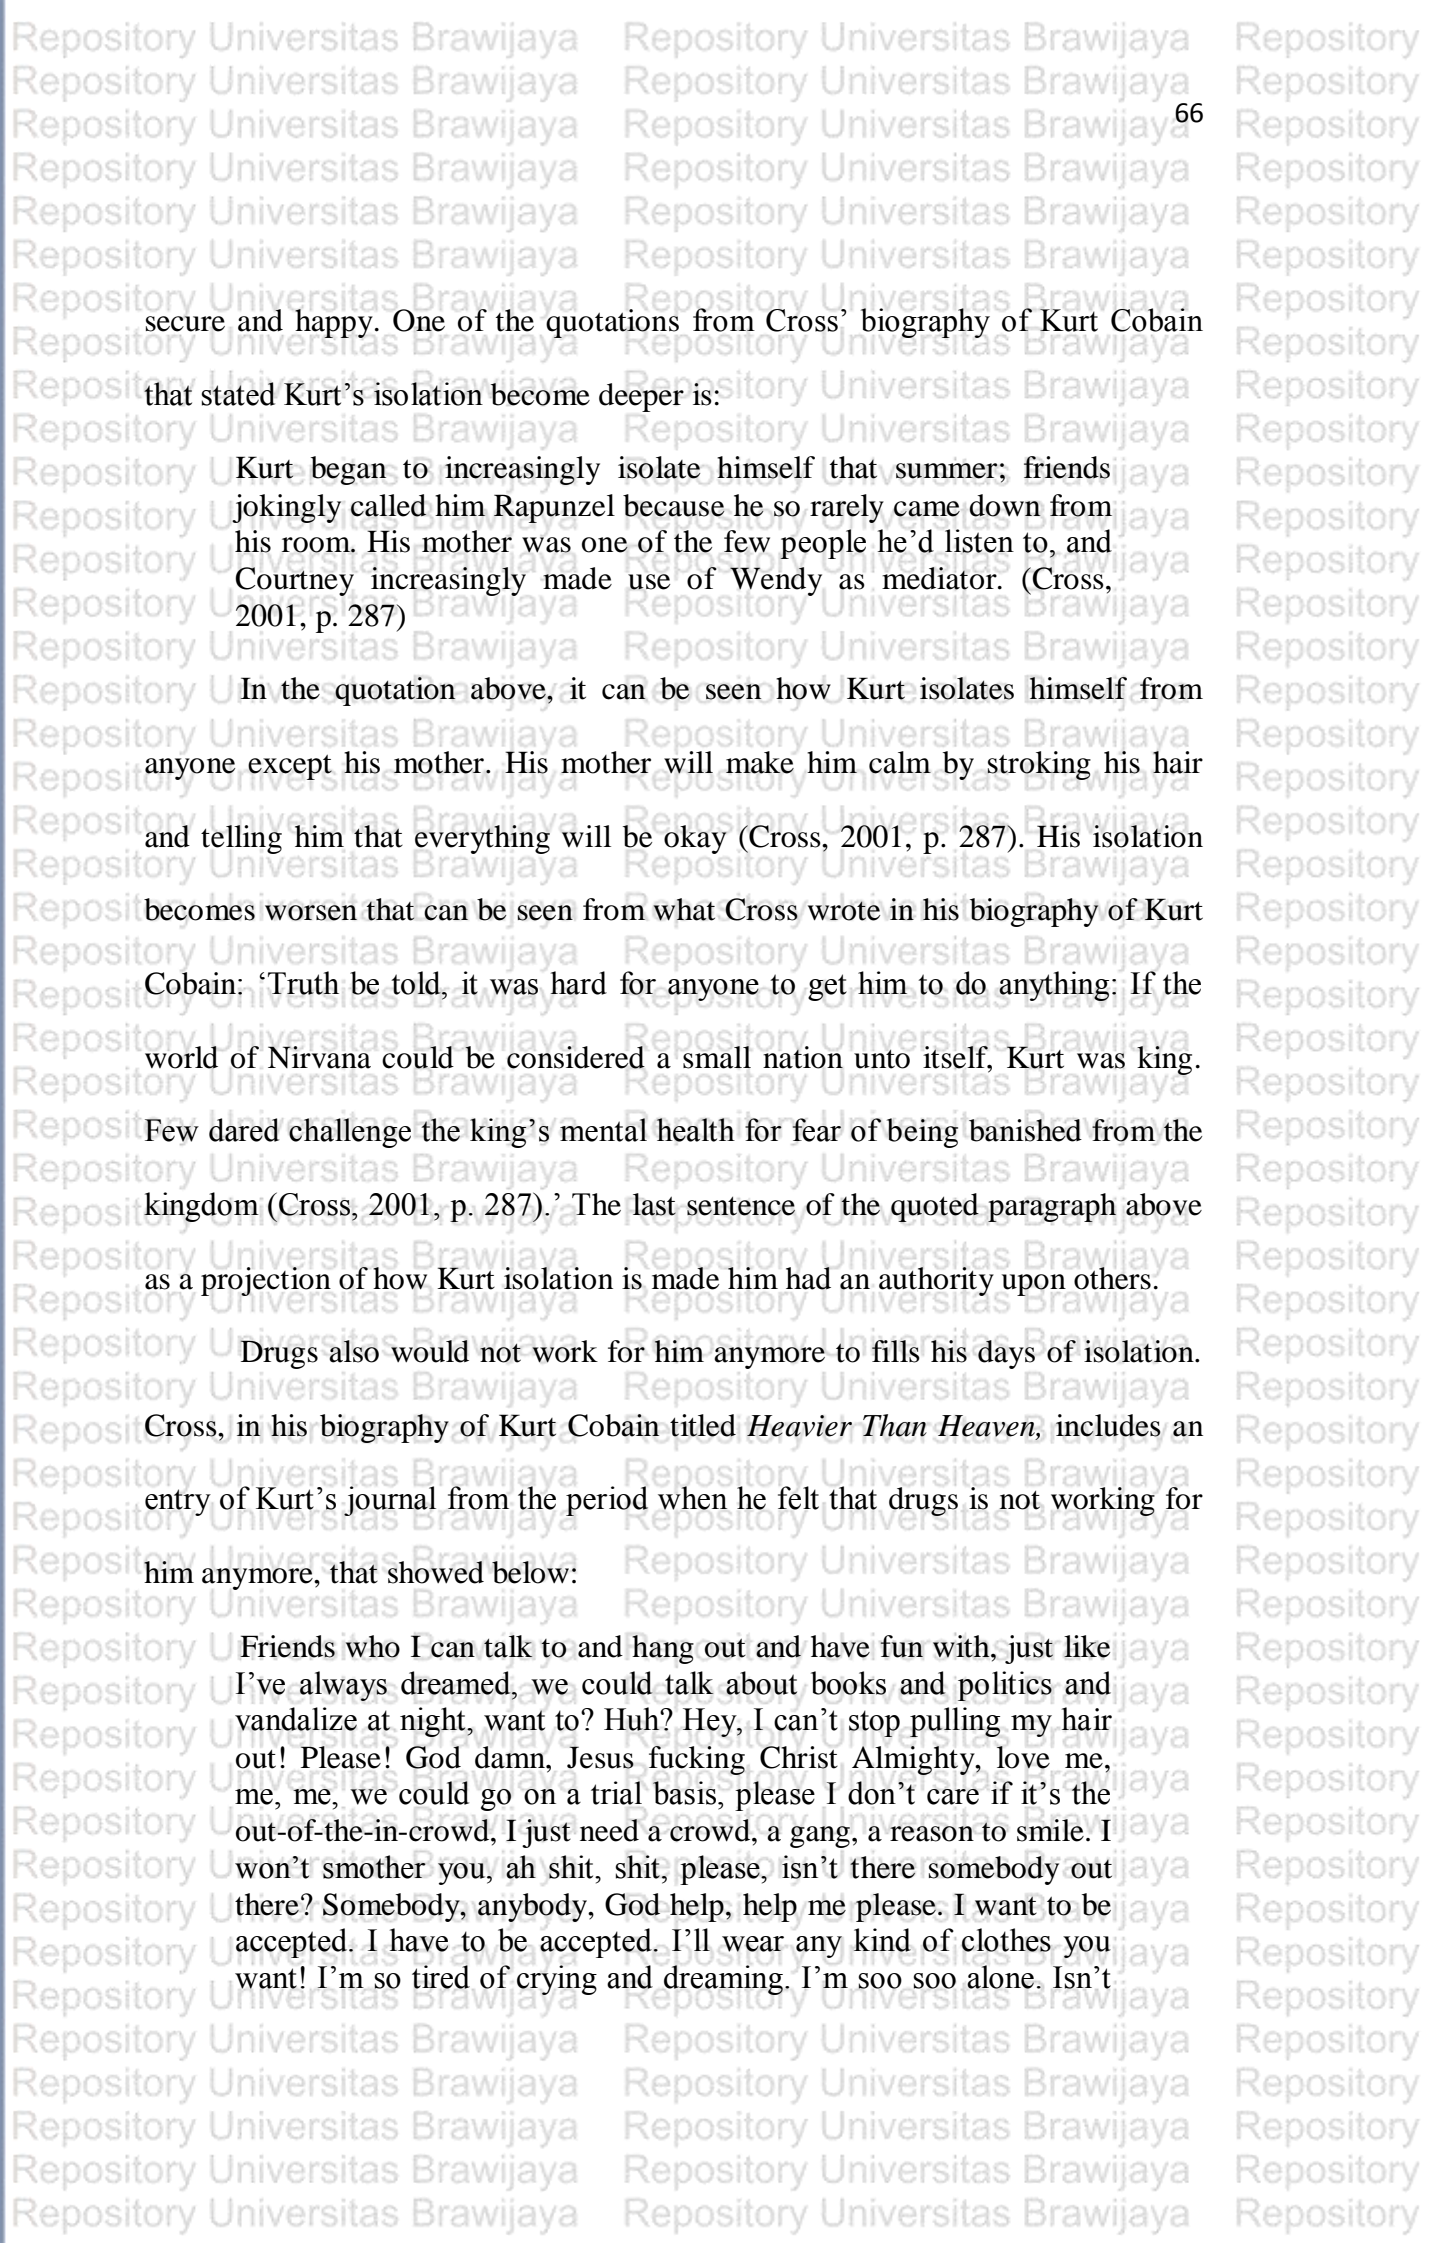 66
secure and happy. One of the quotations from Cross’ biography of Kurt Cobain
that stated Kurt’s isolation become deeper is:
Kurt began to increasingly isolate himself that summer; friends
jokingly called him Rapunzel because he so rarely came down from
his room. His mother was one of the few people he’d listen to, and
Courtney increasingly made use of Wendy as mediator. (Cross,
2001, p. 287)
In the quotation above, it can be seen how Kurt isolates himself from
anyone except his mother. His mother will make him calm by stroking his hair
and telling him that everything will be okay (Cross, 2001, p. 287). His isolation
becomes worsen that can be seen from what Cross wrote in his biography of Kurt
Cobain: ‘Truth be told, it was hard for anyone to get him to do anything: If the
world of Nirvana could be considered a small nation unto itself, Kurt was king.
Few dared challenge the king’s mental health for fear of being banished from the
kingdom (Cross, 2001, p. 287).’ The last sentence of the quoted paragraph above
as a projection of how Kurt isolation is made him had an authority upon others.
Drugs also would not work for him anymore to fills his days of isolation.
Cross, in his biography of Kurt Cobain titled Heavier Than Heaven, includes an
entry of Kurt’s journal from the period when he felt that drugs is not working for
him anymore, that showed below:
Friends who I can talk to and hang out and have fun with, just like
I’ve always dreamed, we could talk about books and politics and
vandalize at night, want to? Huh? Hey, I can’t stop pulling my hair
out! Please! God damn, Jesus fucking Christ Almighty, love me,
me, me, we could go on a trial basis, please I don’t care if it’s the
out-of-the-in-crowd, I just need a crowd, a gang, a reason to smile. I
won’t smother you, ah shit, shit, please, isn’t there somebody out
there? Somebody, anybody, God help, help me please. I want to be
accepted. I have to be accepted. I’ll wear any kind of clothes you
want! I’m so tired of crying and dreaming. I’m soo soo alone. Isn’t